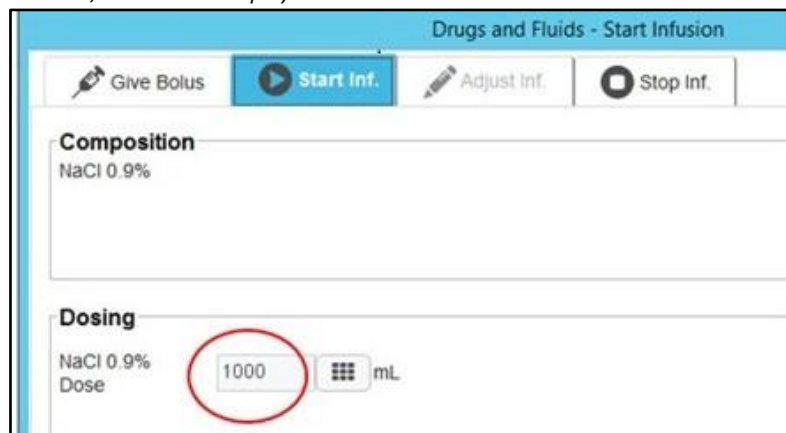 Drugs and Fluids - Start Infusion
Give Bolus Start Inf. Adjust Inf. Stop Inf.
Composition
NaCl 0.9%
Dosing
NaCl 0.9% 1000 mL
Dose